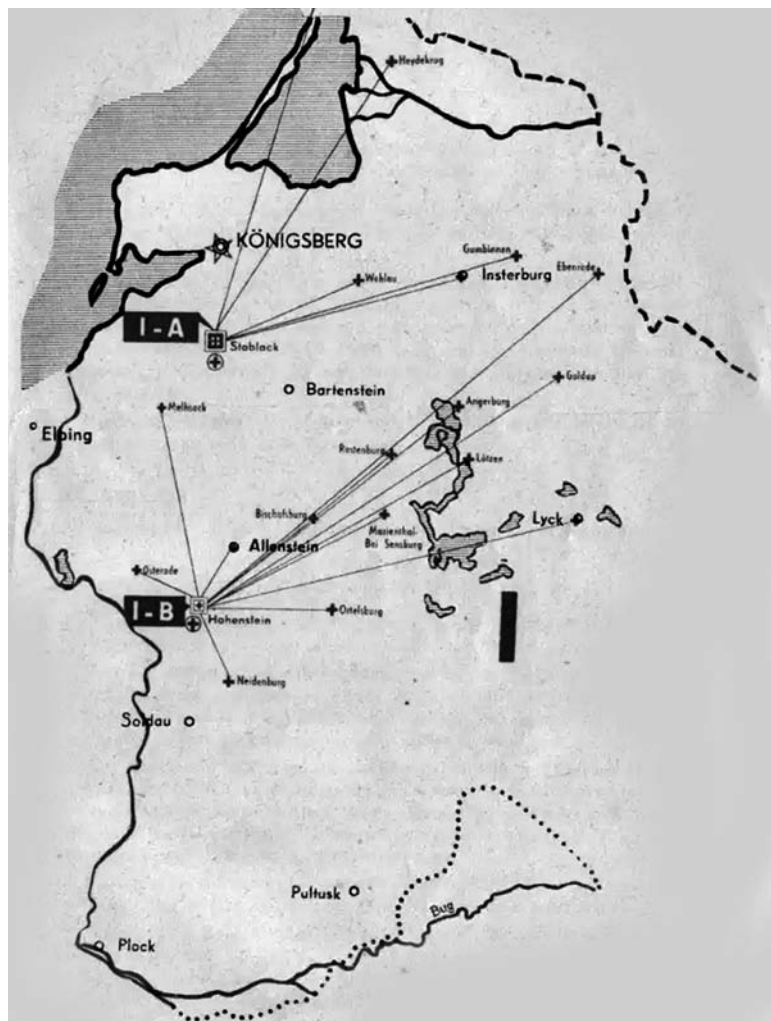 Heydekrug
KÖNIGSBERG
Gumbinnen
Ebenrode
Wehlau
Insterburg
I-A
Stablack
Goldap
Bartenstein
Angerburg
Mehlsack
Elbing
Rastenburg
Lötzen
Bischofsburg
Marienthal-
Bei Sensburg
Lyck
Allenstein
Osterode
I-B
Hohenstein
Ortelsburg
Neidenburg
Soldau
Pultusk
Bug
Plock